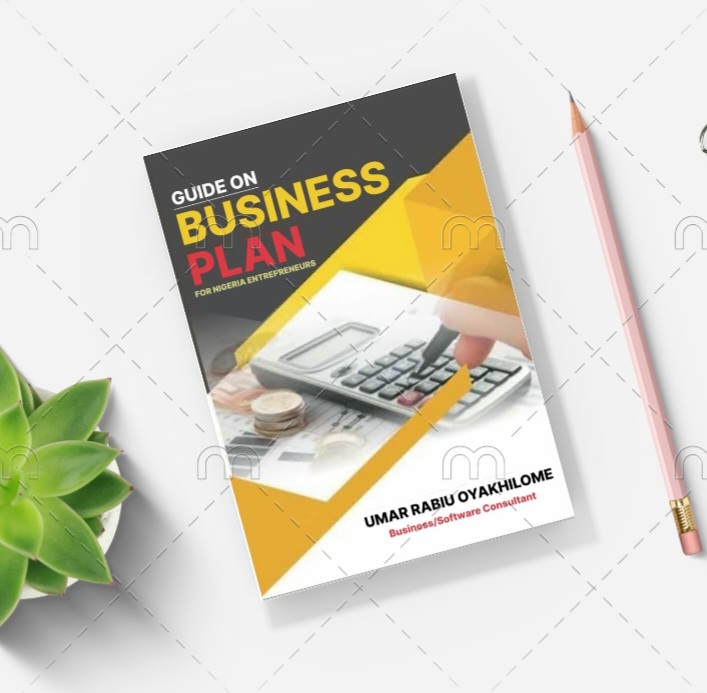 GUIDE ON
BUSINESS
PLAN
FOR NIGERIA ENTREPRENEURS
UMAR RABIU OYAKHILOME
Business/Software Consultant